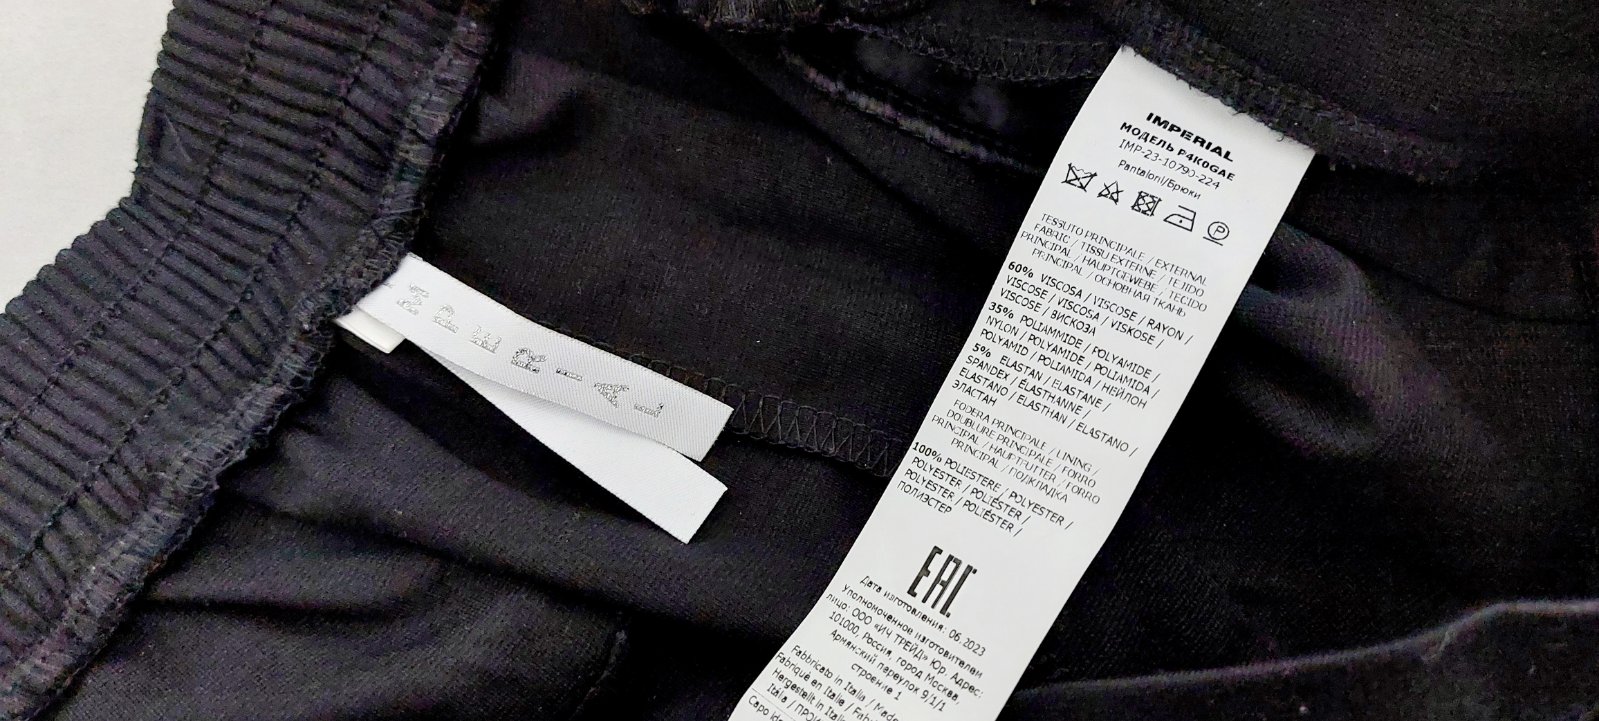 IMPERIAL
МОДЕЛЬ P4K0GAE
IMP-23-10790-224
Pantaloni/Брюки
P
TESSUTO PRINCIPALE / EXTERNAL
FABRIC / TISSU EXTERNE / TEJIDO
PRINCIPAL / HAUPTGEWEBE / TECIDO
PRINCIPAL / ОСНОВНАЯ ТКАНЬ
60% VISCOSA / VISCOSE / RAYON /
VISCOSE / VISCOSA / VISKOSE /
VISCOSE / ВИСКОЗА
35% POLIAMMIDE / POLYAMIDE /
NYLON / POLYAMIDE / POLIAMIDA /
POLYAMID / POLIAMIDA / НЕЙЛОН
5% ELASTAN / ELASTANE /
SPANDEX / ELASTHANNE /
ELASTANO / ELASTHAN / ELASTANO /
ЭЛАСТАН
FODERA PRINCIPALE / LINING /
DOUBLURE PRINCIPALE / FORRO
PRINCIPAL / HAUPTFUTTER / FORRO
PRINCIPAL / ПОДКЛАДКА
100% POLIESTERE / POLYESTER /
POLYESTER / POLIÉSTER /
POLYESTER / POLIÉSTER /
ПОЛИЭСТЕР
EAC
Дата изготовления: 06.2023
Уполномоченное изготовителем
лицо: ООО «ИЧ ТРЕЙД» Юр. Адрес:
101000, Россия, город Москва,
Армянский переулок 9/1/1
строение 1
Fabbricato in Italia / Made
Fabriqué en Italie /
Hergestellt in Italien /
Itália /
Capo